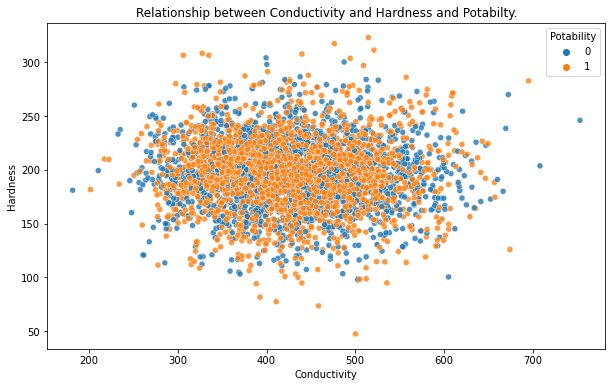 Relationship between Conductivity and Hardness and Potabilty.
Potability
0
1
300
250
200
150
100
50
Hardness
200 300 400 500 600 700
Conductivity